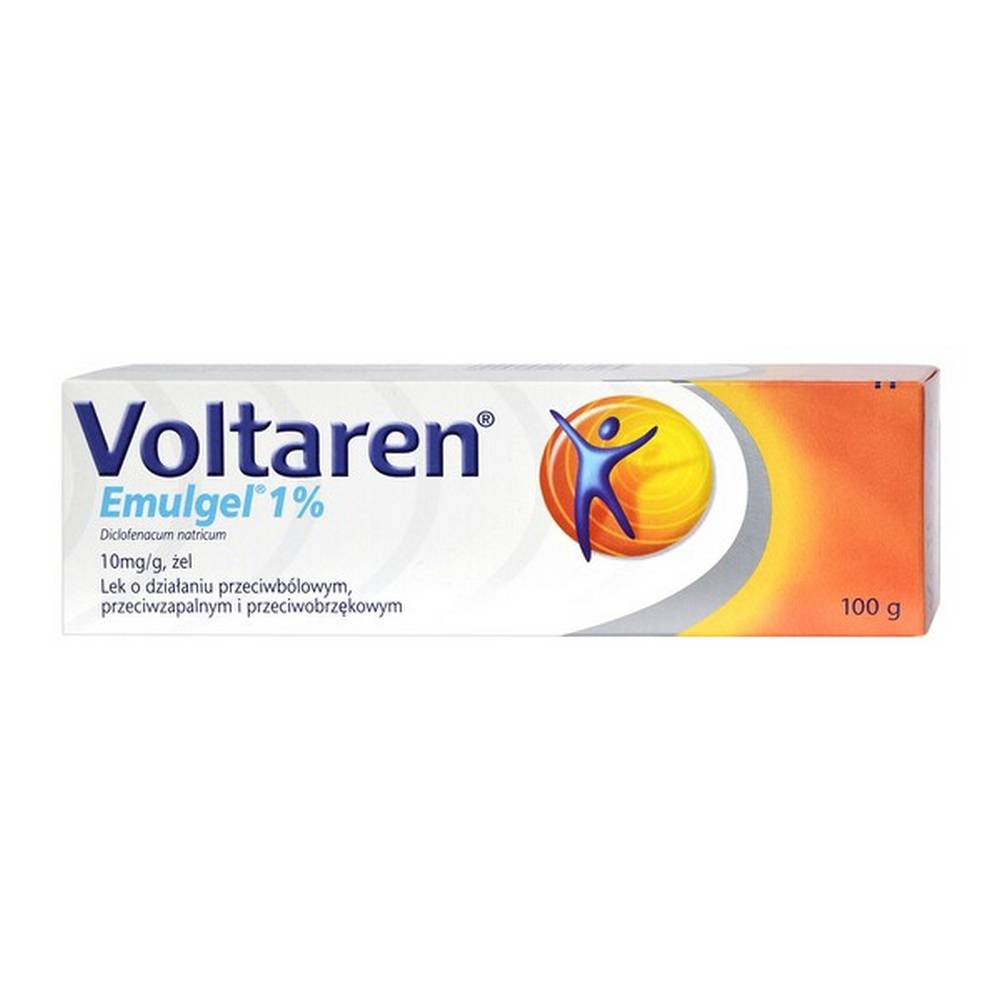 Voltaren®
Emulgel® 1%
Diclofenacum natricum
10mg/g, żel
Lek o działaniu przeciwbólowym,
przeciwzapalnym i przeciwobrzękowym
100 g